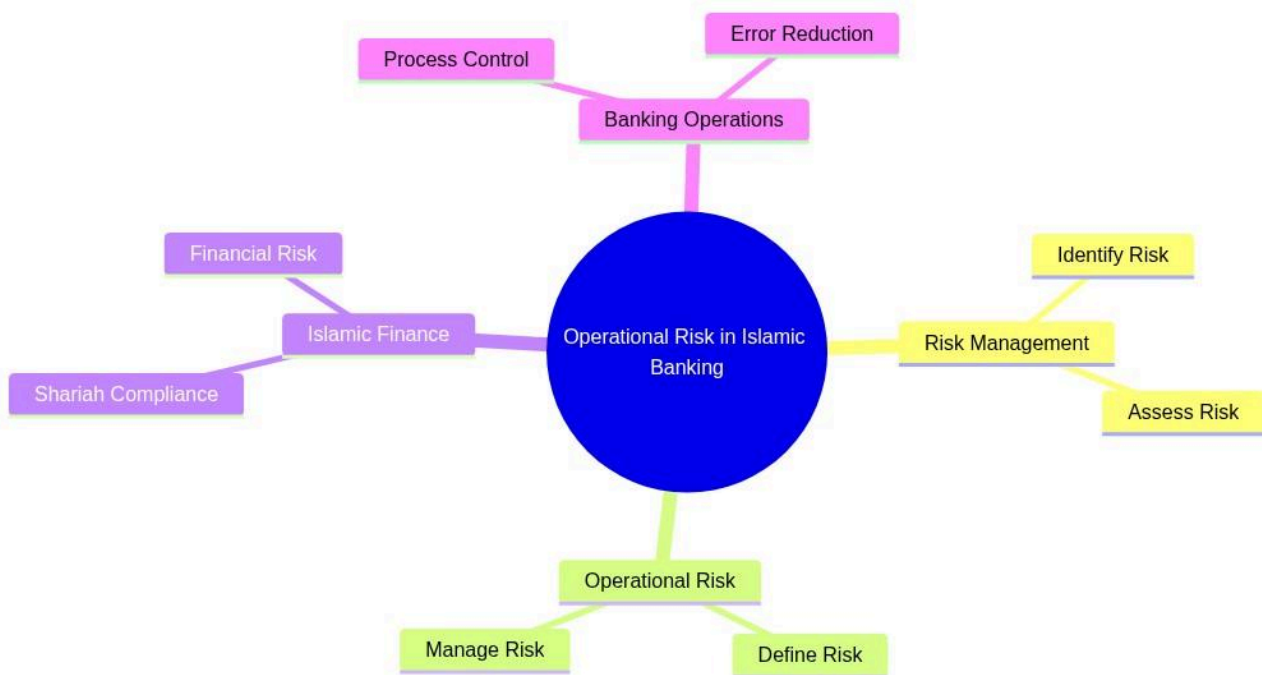 Error Reduction
Process Control
Banking Operations
Financial Risk
Identify Risk
Islamic Finance
Operational Risk in Islamic
Banking
Risk Management
Shariah Compliance
Assess Risk
Operational Risk
Manage Risk
Define Risk